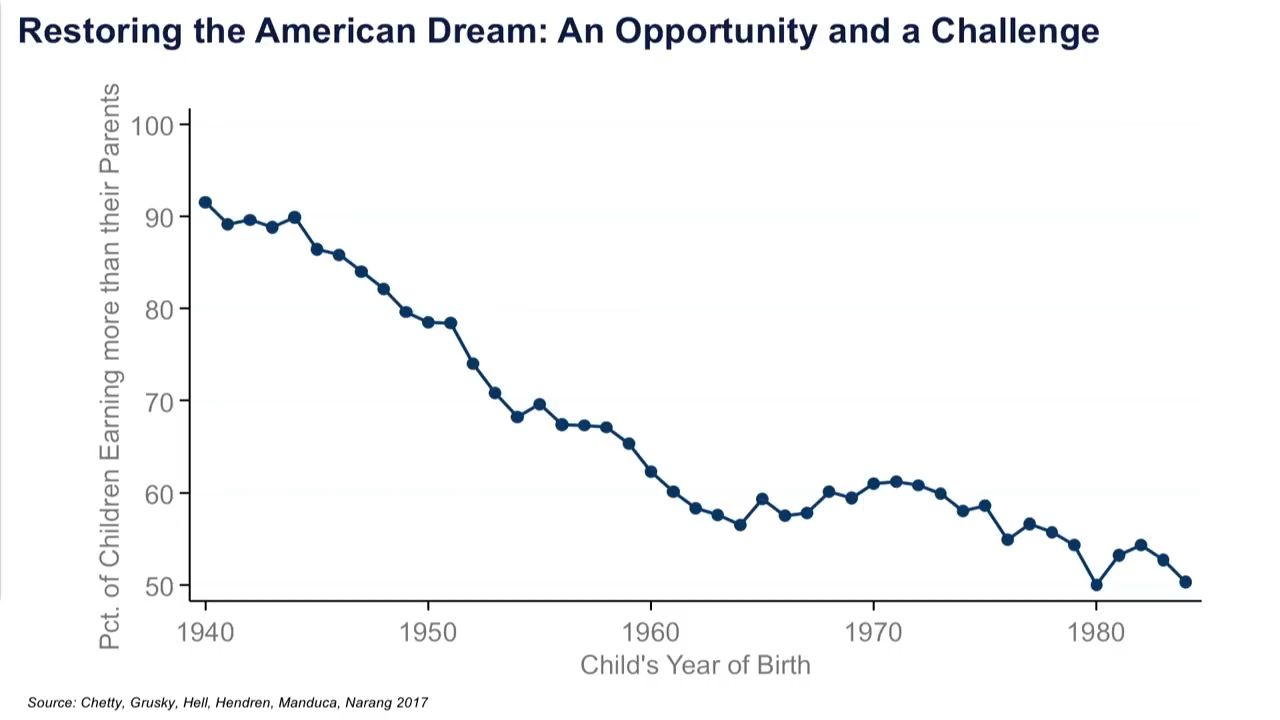 Restoring the American Dream: An Opportunity and a Challenge
Pct. of Children Earning more than their Parents
100
90
80
70
60
50
1940
1950
1960
1970
1980
Child's Year of Birth
Source: Chetty, Grusky, Hell, Hendren, Manduca, Narang 2017